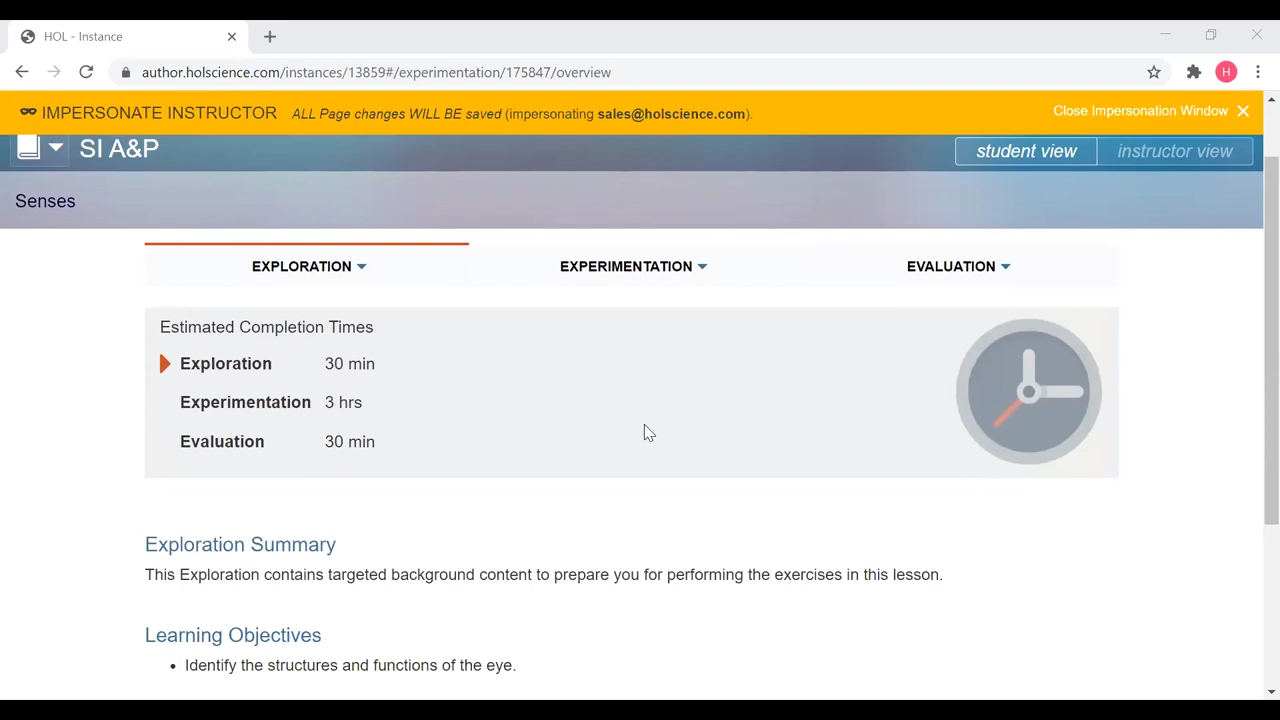 HOL - Instance
author.holscience.com/instances/13859#/experimentation/175847/overview
H
IMPERSONATE INSTRUCTOR ALL Page changes WILL BE saved (impersonating sales@holscience.com). Close Impersonation Window
SI A&P student view instructor view
Senses
EXPLORATION EXPERIMENTATION EVALUATION
Estimated Completion Times
Exploration 30 min
Experimentation 3 hrs
Evaluation 30 min
Exploration Summary
This Exploration contains targeted background content to prepare you for performing the exercises in this lesson.
Learning Objectives
• Identify the structures and functions of the eye.